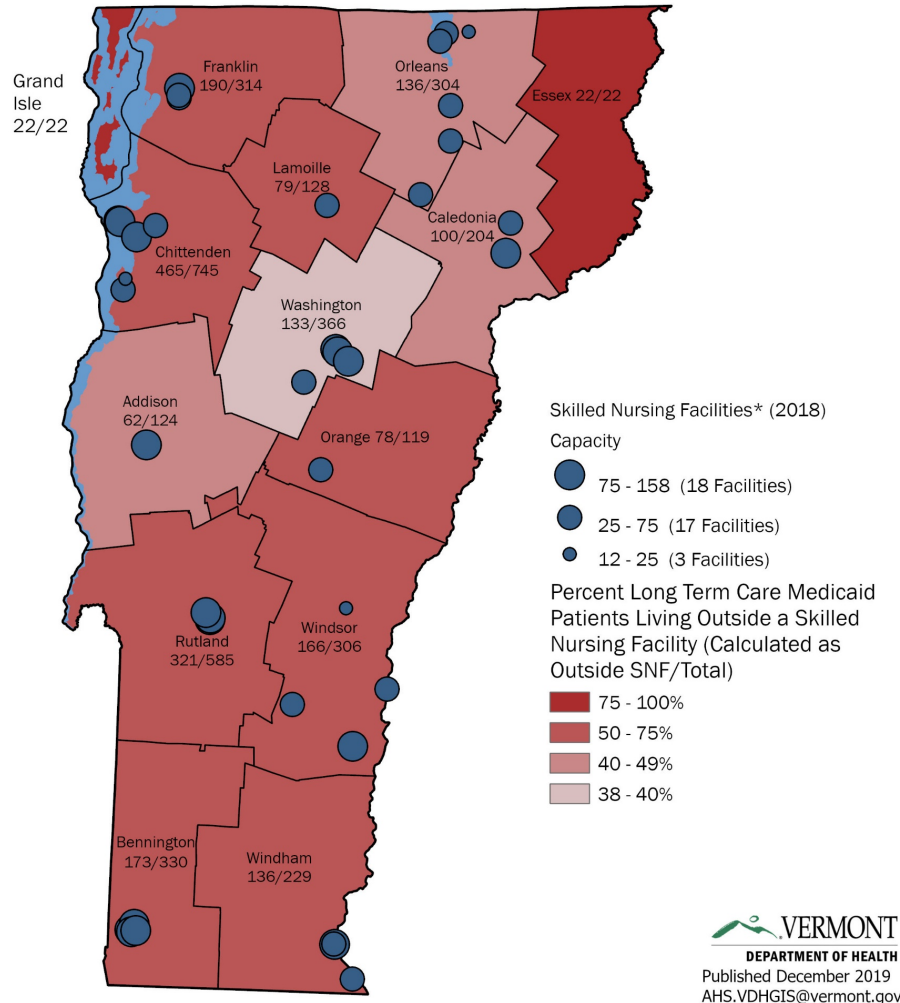 Grand
Isle
22/22
Franklin
190/314
Orleans
136/304
Essex 22/22
Lamoille
79/128
Caledonia
100/204
Chittenden
465/745
Washington
133/366
Addison
62/124
Orange 78/119
Rutland
321/585
Windsor
166/306
Bennington
173/330
Windham
136/229
Skilled Nursing Facilities* (2018)
Capacity
75 - 158 (18 Facilities)
25 - 75 (17 Facilities)
12 - 25 (3 Facilities)
Percent Long Term Care Medicaid
Patients Living Outside a Skilled
Nursing Facility (Calculated as
Outside SNF/Total)
75 - 100%
50 - 75%
40 - 49%
38 - 40%
VERMONT
DEPARTMENT OF HEALTH
Published December 2019
AHS.VDHGIS@vermont.gov